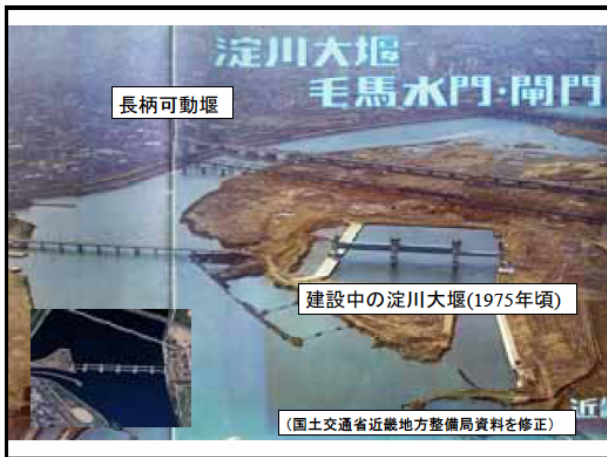 淀川大堰
毛馬水門・閘門
長柄可動堰
建設中の淀川大堰(1975年頃)
近
（国土交通省近畿地方整備局資料を修正）